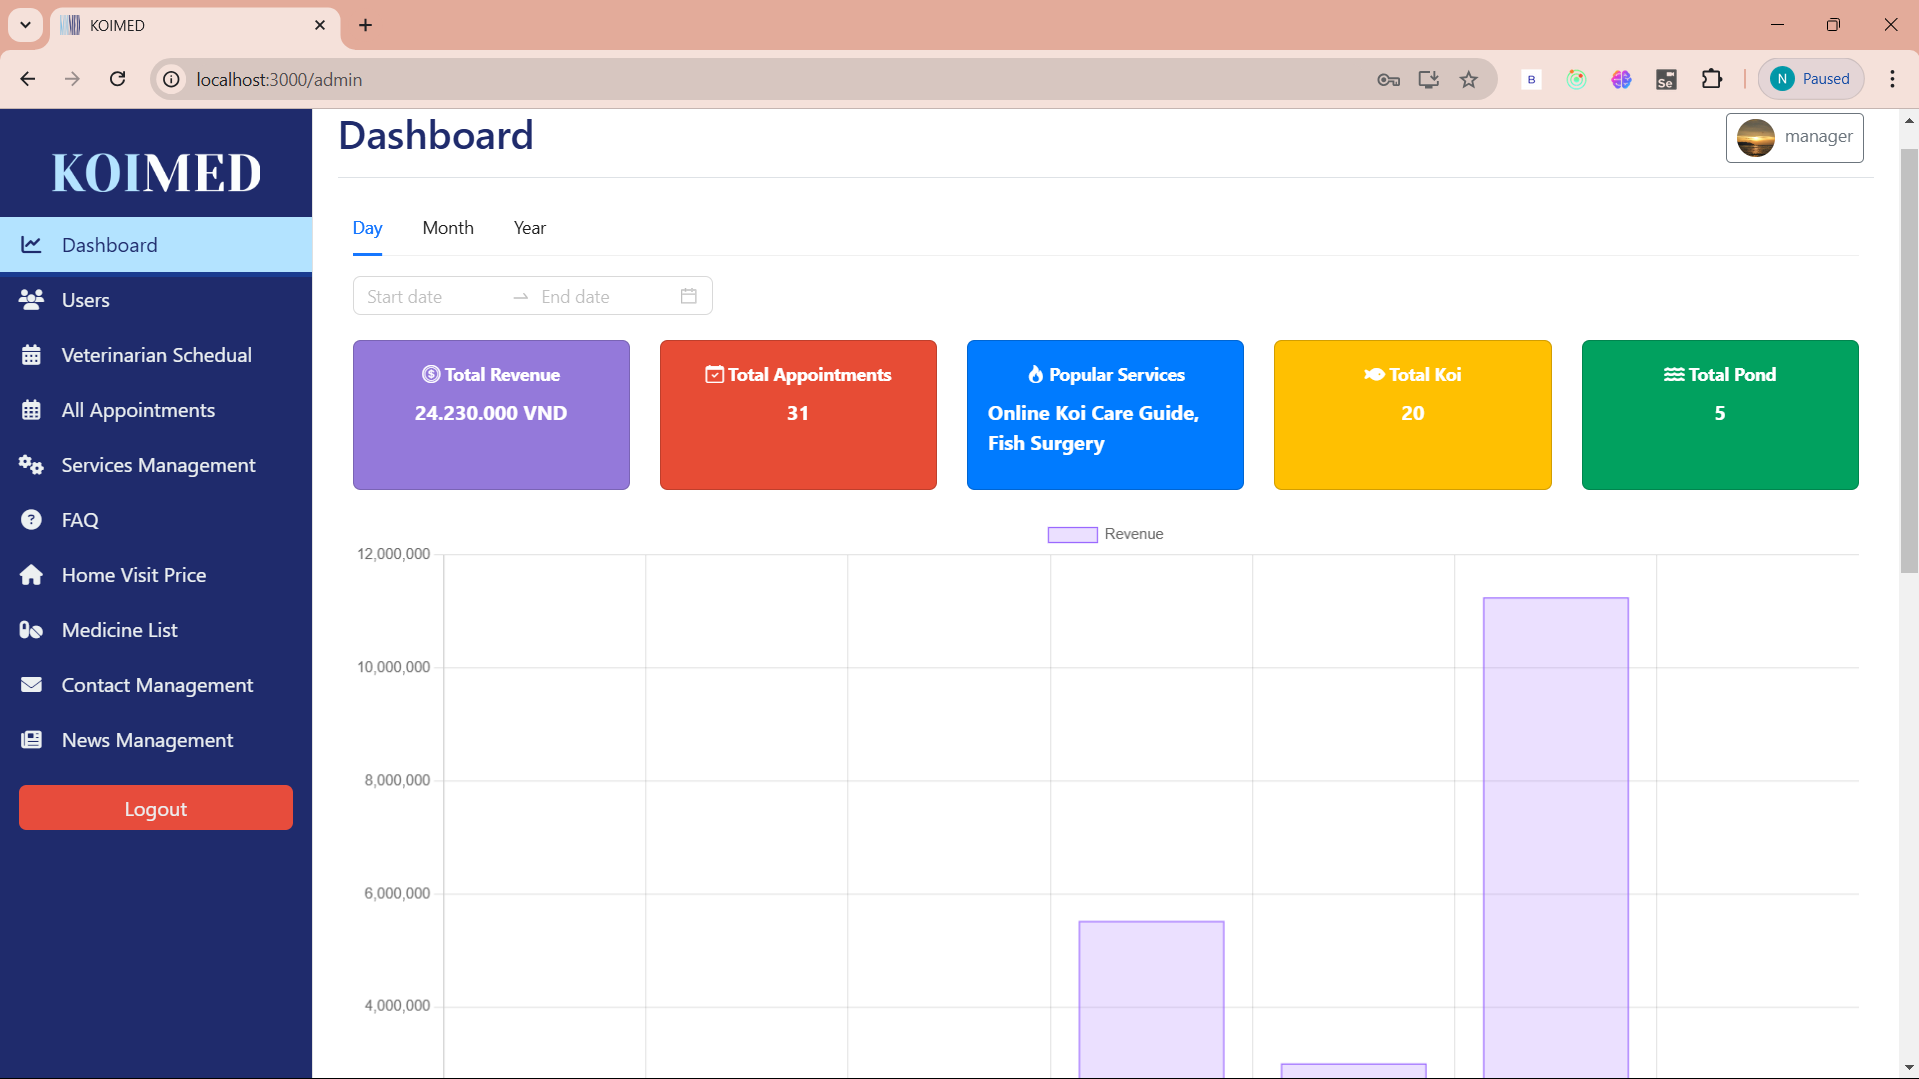 KOIMED
localhost:3000/admin
B
Se
N
Paused
KOIMED
Dashboard
Users
Veterinarian Schedual
All Appointments
Services Management
FAQ
Home Visit Price
Medicine List
Contact Management
News Management
Logout
Dashboard
manager
Day
Month
Year
Start date
End date
Total Revenue
24.230.000 VND
Total Appointments
31
Popular Services
Online Koi Care Guide,
Fish Surgery
Total Koi
20
Total Pond
5
Revenue
12,000,000
10,000,000
8,000,000
6,000,000
4,000,000